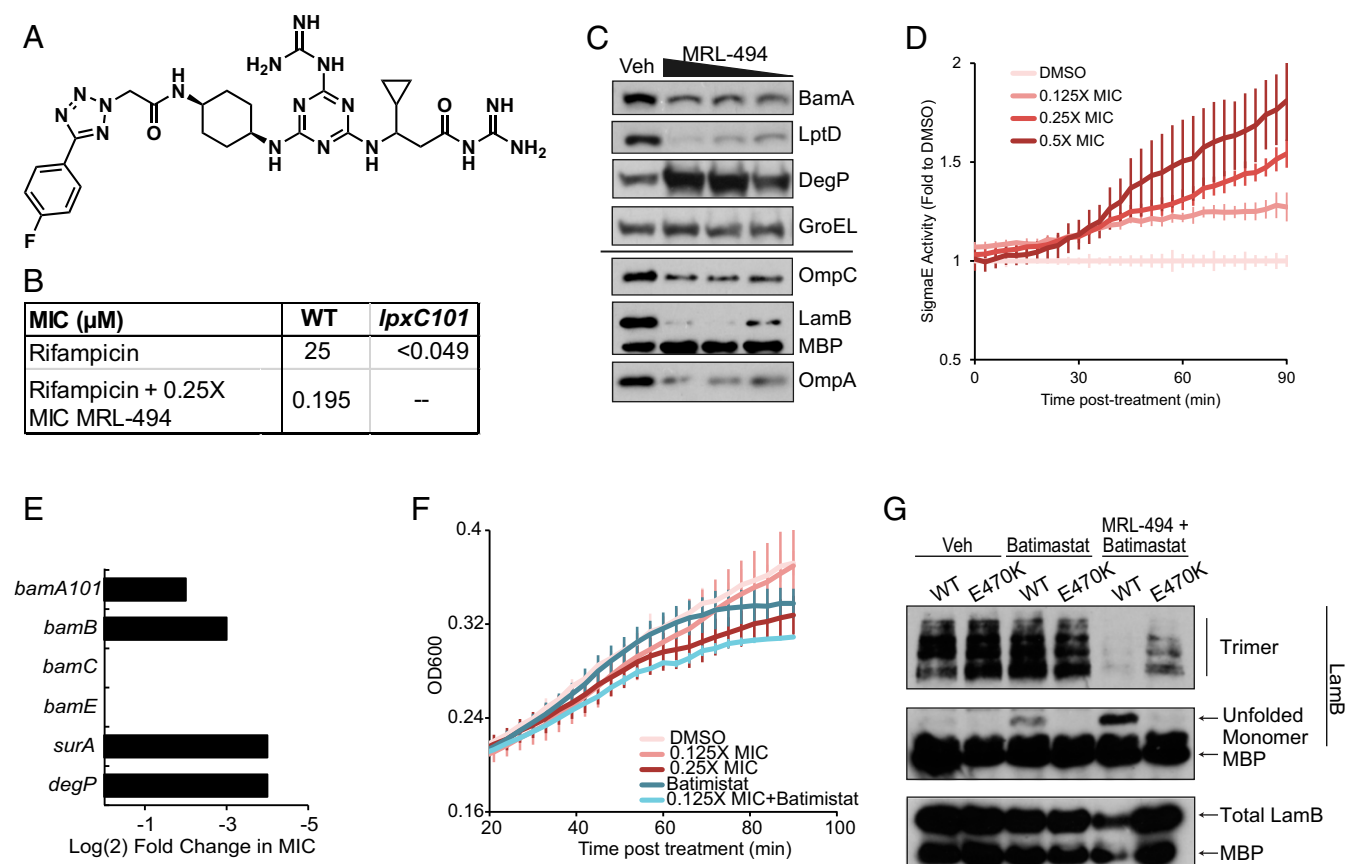 A
NH
H2N
NH
H
N
O
N
N
N
N
F
N
H
N
N
N
N
H
O
N
H
NH
NH2
B
MIC (µM) WT lpxC101
Rifampicin 25 <0.049
Rifampicin + 0.25X
MIC MRL-494 0.195 --
C
MRL-494
Veh
BamA
LptD
DegP
GroEL
OmpC
LamB
MBP
OmpA
D
SigmaE Activity (Fold to DMSO)
2
1.5
1
0.5
DMSO
0.125X MIC
0.25X MIC
0.5X MIC
0 30 60 90
Time post-treatment (min)
E
bamA101
bamB
bamC
bamE
surA
degP
-1 -3 -5
Log(2) Fold Change in MIC
F
OD600
0.4
0.32
0.24
0.16
DMSO
0.125X MIC
0.25X MIC
Batimistat
0.125X MIC+Batimistat
20 40 60 80 100
Time post treatment (min)
G
MRL-494 +
Veh Batimastat Batimastat
WT E470K WT E470K WT E470K
Trimer
Unfolded
Monomer
MBP
LamB
Total LamB
MBP